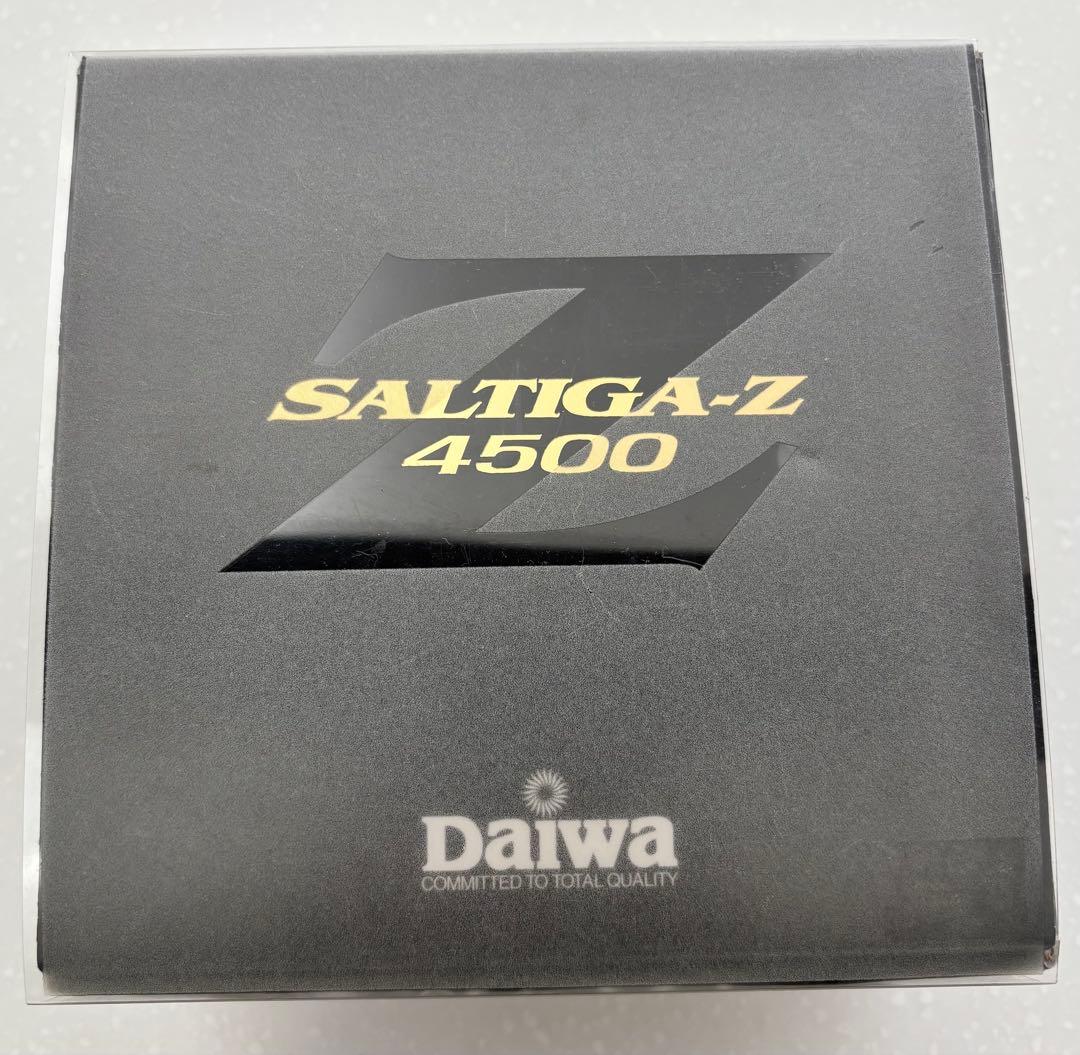 Z
SALTIGA-Z
4500
Daiwa
COMMITTED TO TOTAL QUALITY